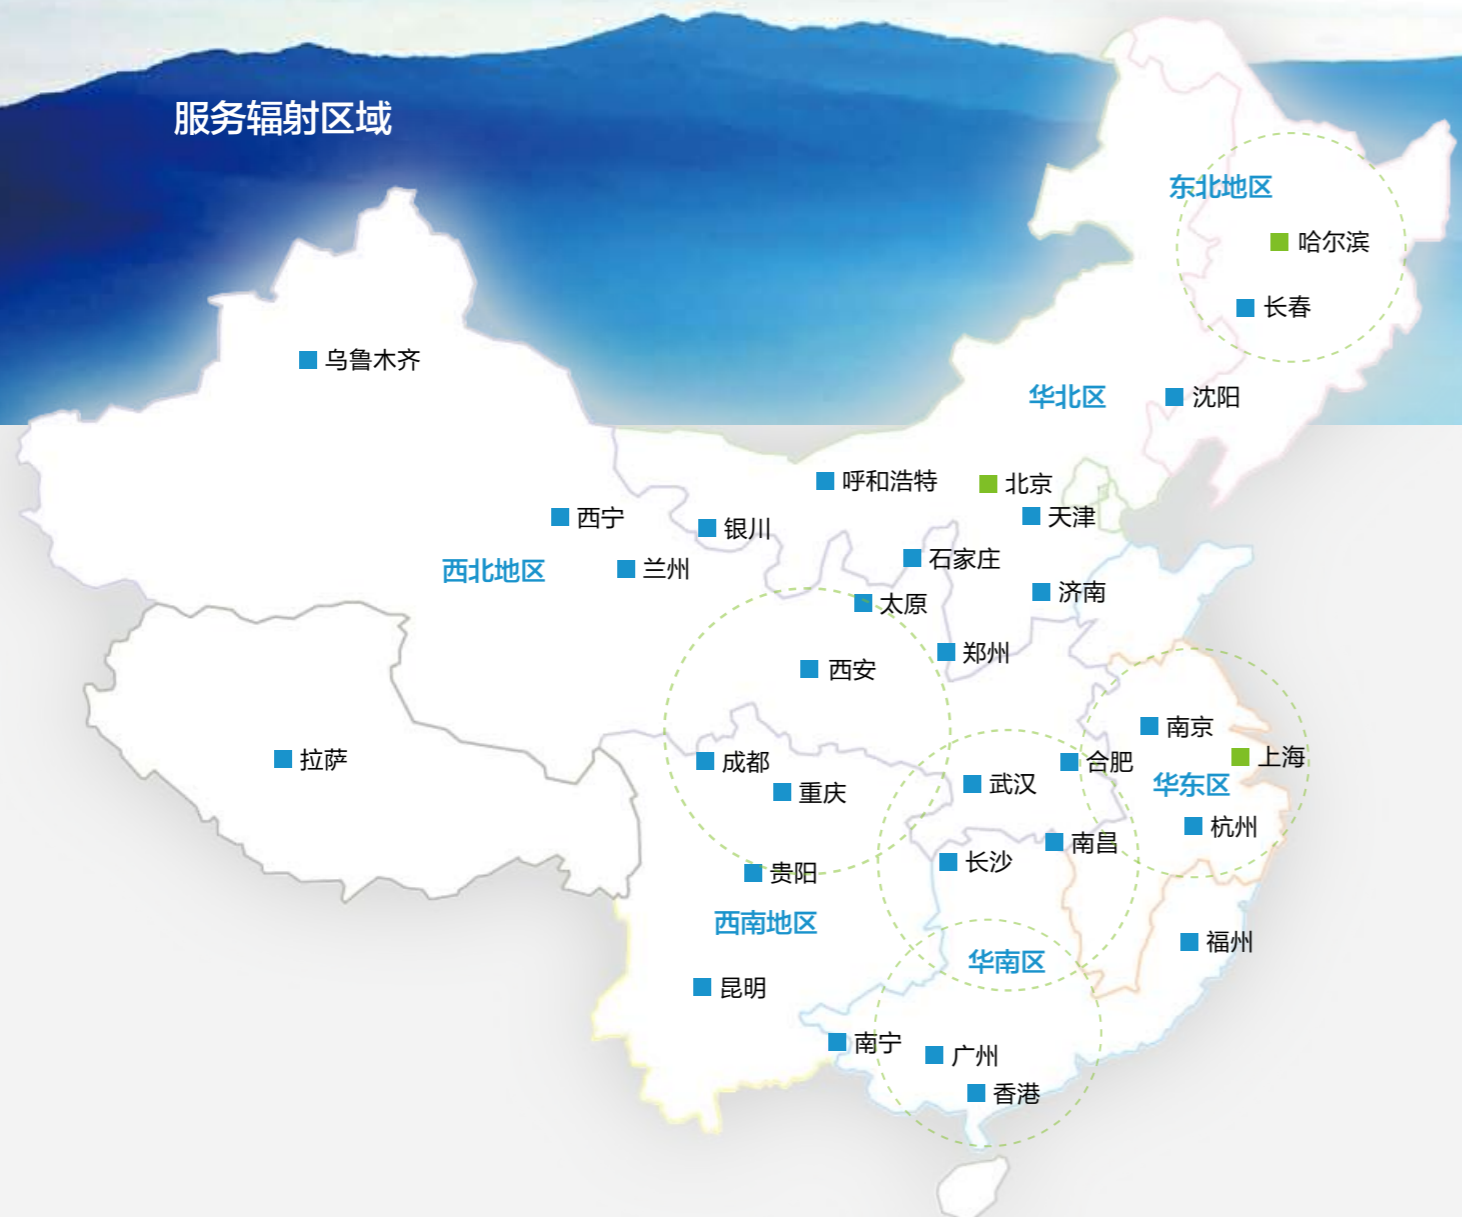 服务辐射区域
东北地区
哈尔滨
长春
乌鲁木齐
华北区
沈阳
呼和浩特
北京
西宁
天津
银川
石家庄
西北地区
兰州
济南
太原
郑州
西安
南京
拉萨
成都
合肥
上海
重庆
武汉
华东区
杭州
南昌
长沙
贵阳
西南地区
福州
华南区
昆明
南宁
广州
香港